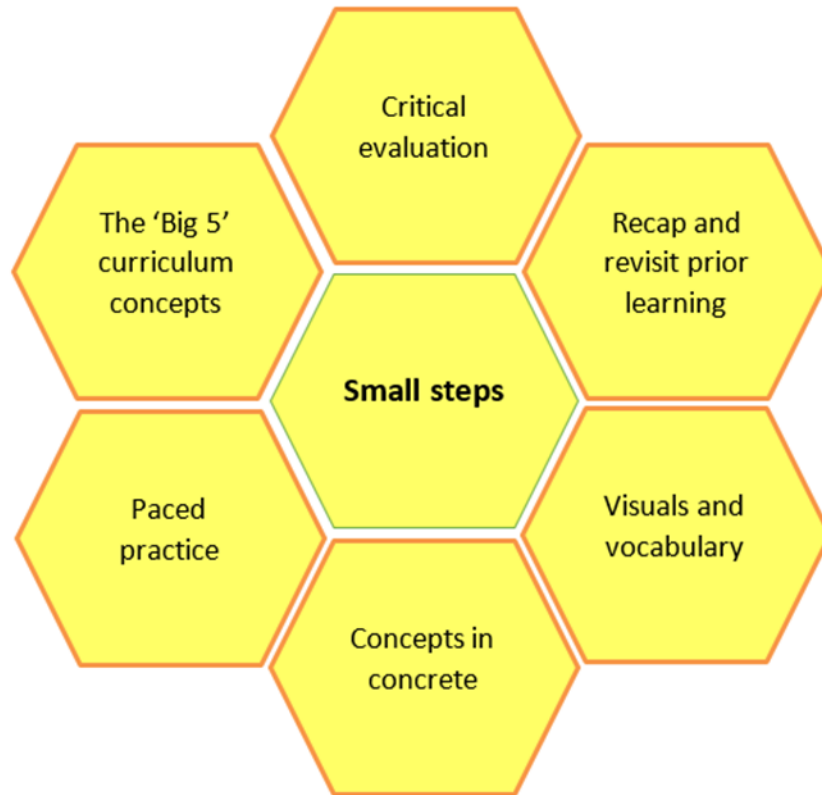 Critical
evaluation
The ‘Big 5’
curriculum
concepts
Recap and
revisit prior
learning
Small steps
Paced
practice
Visuals and
vocabulary
Concepts in
concrete